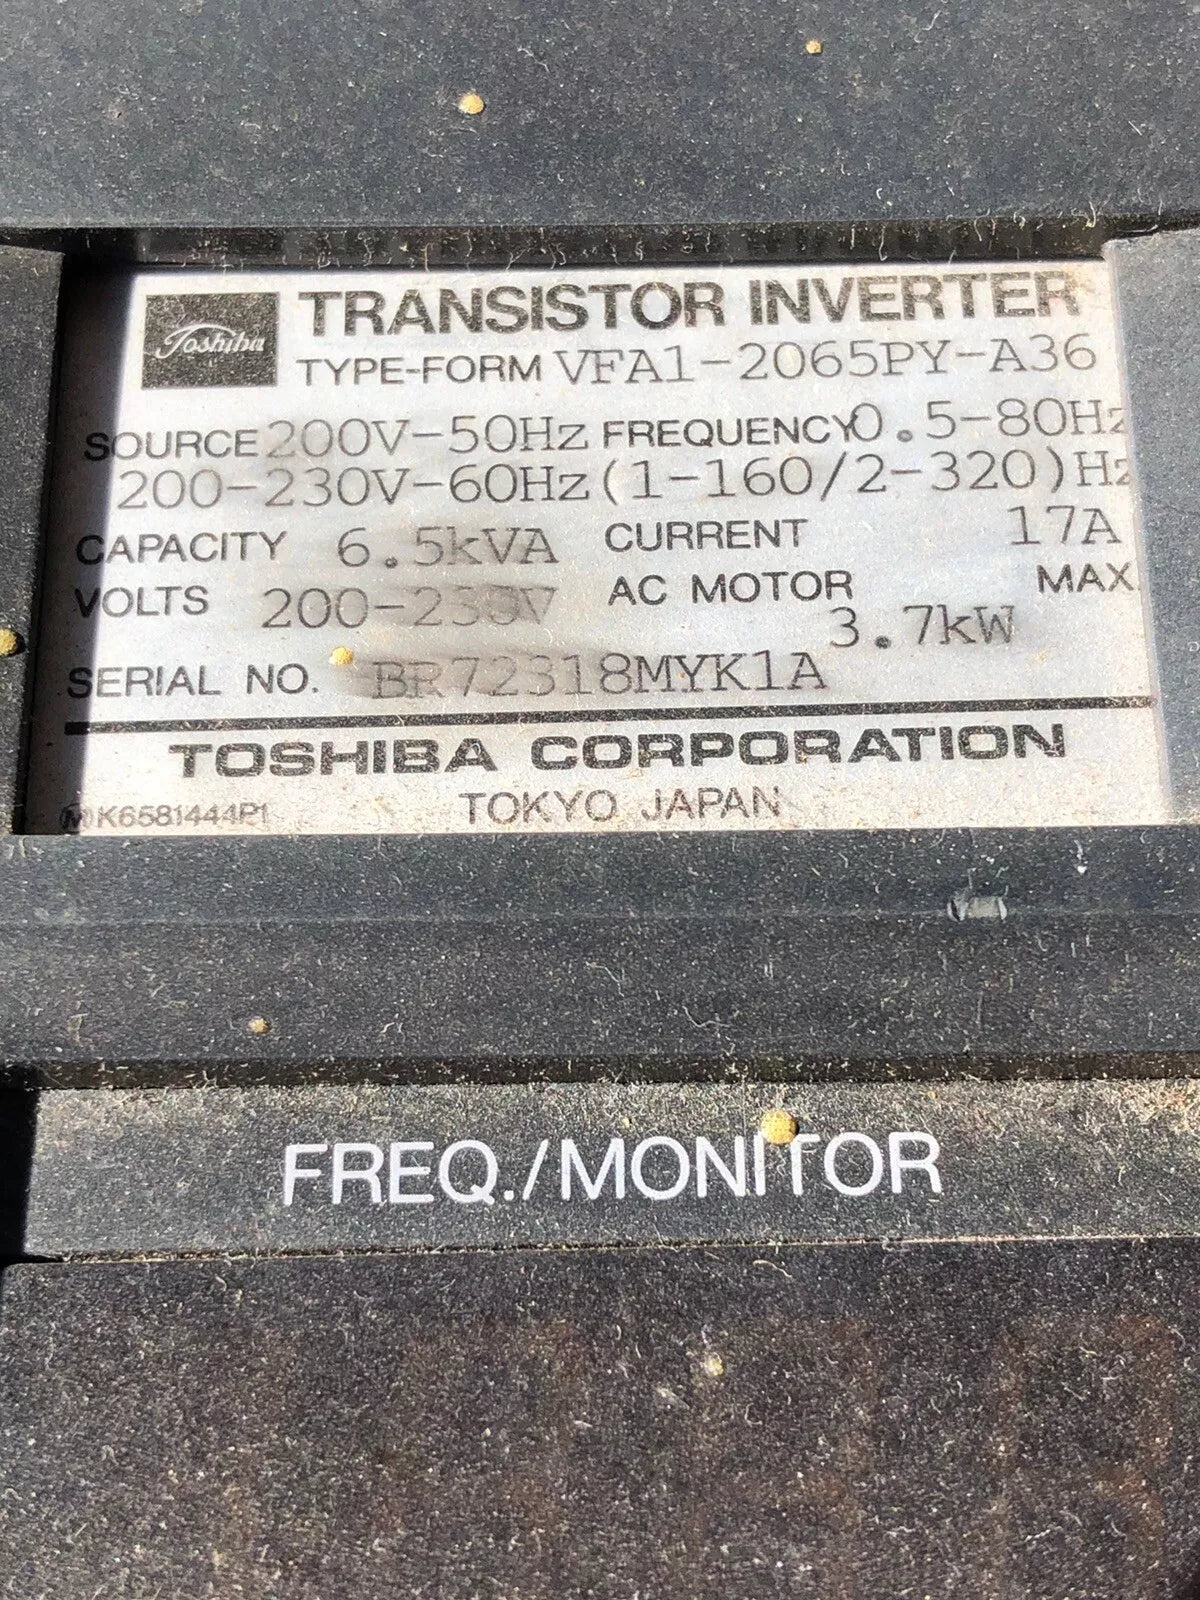 Toshiba
TRANSISTOR INVERTER
TYPE-FORM VFA1-2065PY-A36
SOURCE 200V-50Hz FREQUENCY 0.5-80Hz
200-230V-60Hz (1-160/2-320)Hz
CAPACITY 6.5kVA CURRENT 17A
VOLTS 200-230V AC MOTOR MAX.
3.7kW
SERIAL NO. BR72318MYK1A
TOSHIBA CORPORATION
TOKYO JAPAN
M K6581444P1
FREQ./MONITOR